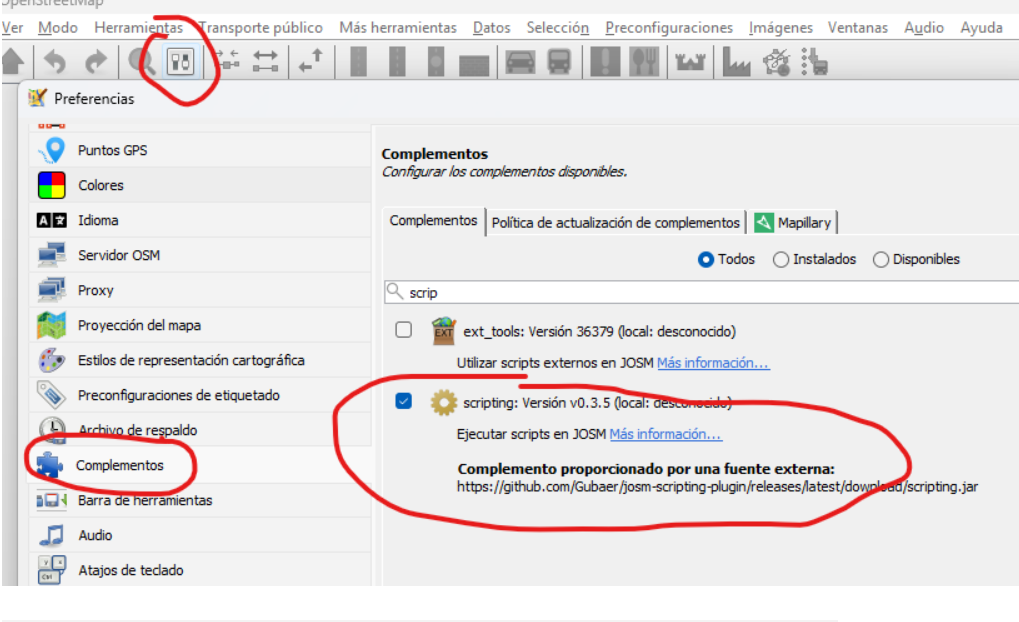 OpenStreetMap
Ver Modo Herramientas Transporte público Más herramientas Datos Selección Preconfiguraciones Imágenes Ventanas Audio Ayuda
Preferencias
Puntos GPS
Colores
Idioma
Servidor OSM
Proxy
Proyección del mapa
Estilos de representación cartográfica
Preconfiguraciones de etiquetado
Archivo de respaldo
Complementos
Barra de herramientas
Audio
Atajos de teclado
Complementos
Configurar los complementos disponibles.
Complementos Política de actualización de complementos Mapillary
Todos Instalados Disponibles
scrip
EXT ext_tools: Versión 36379 (local: desconocido)
Utilizar scripts externos en JOSM Más información...
scripting: Versión v0.3.5 (local: desconocido)
Ejecutar scripts en JOSM Más información...
Complemento proporcionado por una fuente externa:
https://github.com/Gubaer/josm-scripting-plugin/releases/latest/download/scripting.jar